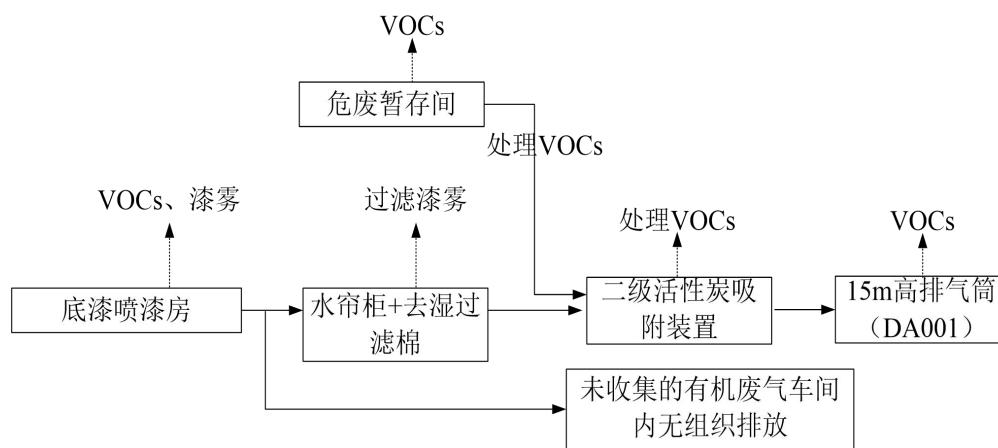 VOCs
危废暂存间
处理VOCs
VOCs、漆雾
过滤漆雾
处理VOCs
VOCs
底漆喷漆房
水帘柜+去湿过
滤棉
二级活性炭吸
附装置
15m高排气筒
（DA001）
未收集的有机废气车间
内无组织排放